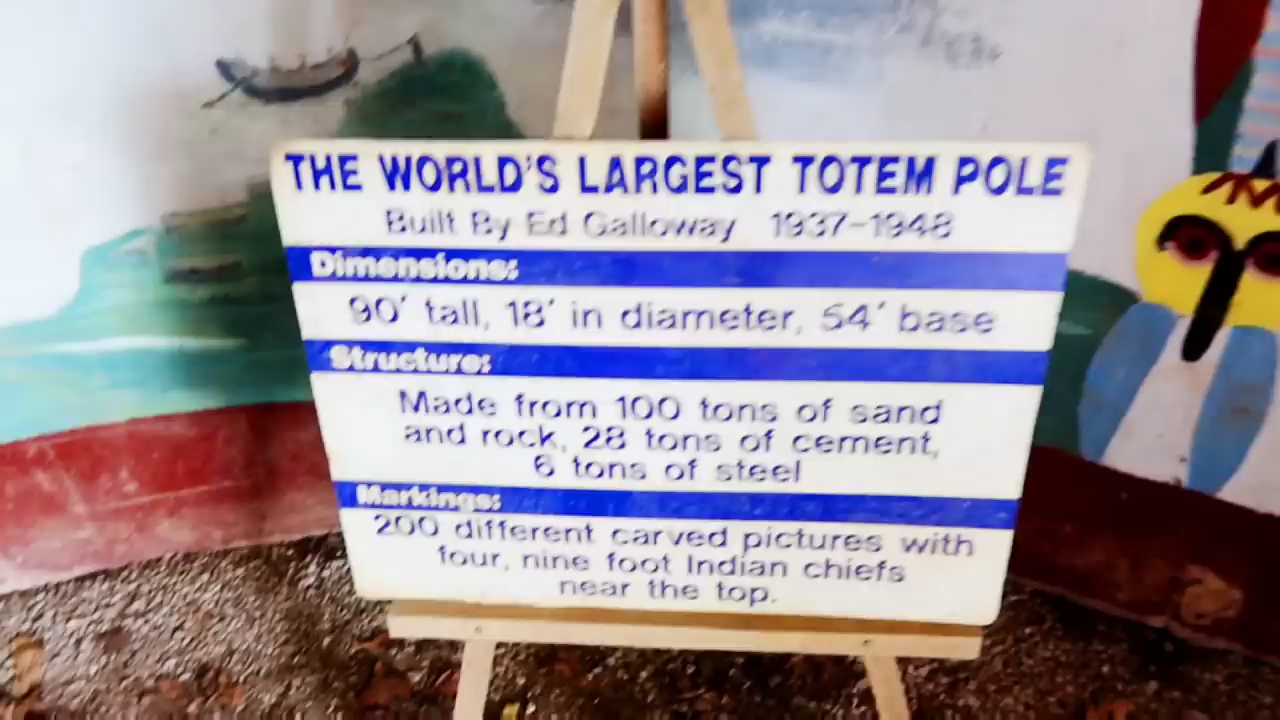 THE WORLD'S LARGEST TOTEM POLE
Built By Ed Galloway 1937-1948
Dimensions:
90' tall, 18' in diameter, 54' base
Structure:
Made from 100 tons of sand
and rock, 28 tons of cement,
6 tons of steel
Markings:
200 different carved pictures with
four, nine foot Indian chiefs
near the top.